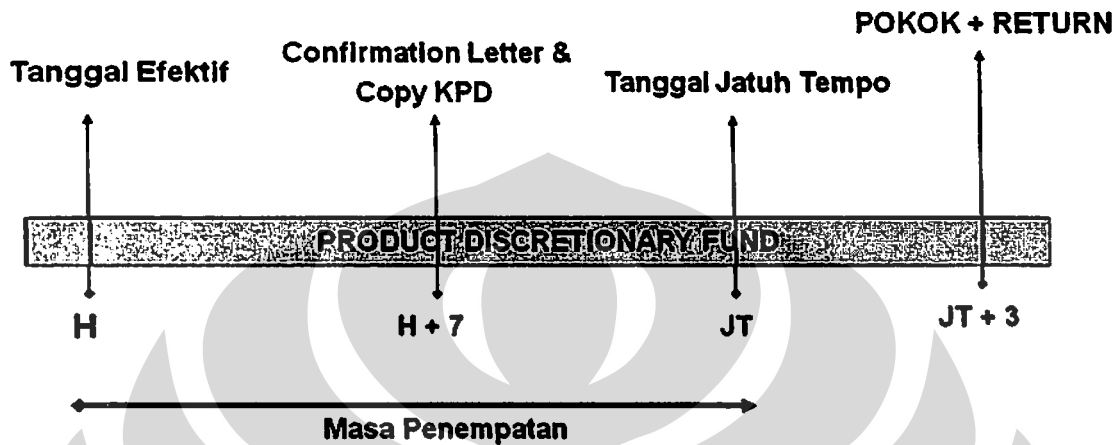 POKOK + RETURN
Tanggal Efektif
Confirmation Letter &
Copy KPD
Tanggal Jatuh Tempo
PRODUCT DISCRETIONARY FUND
H
H + 7
JT
JT + 3
Masa Penempatan